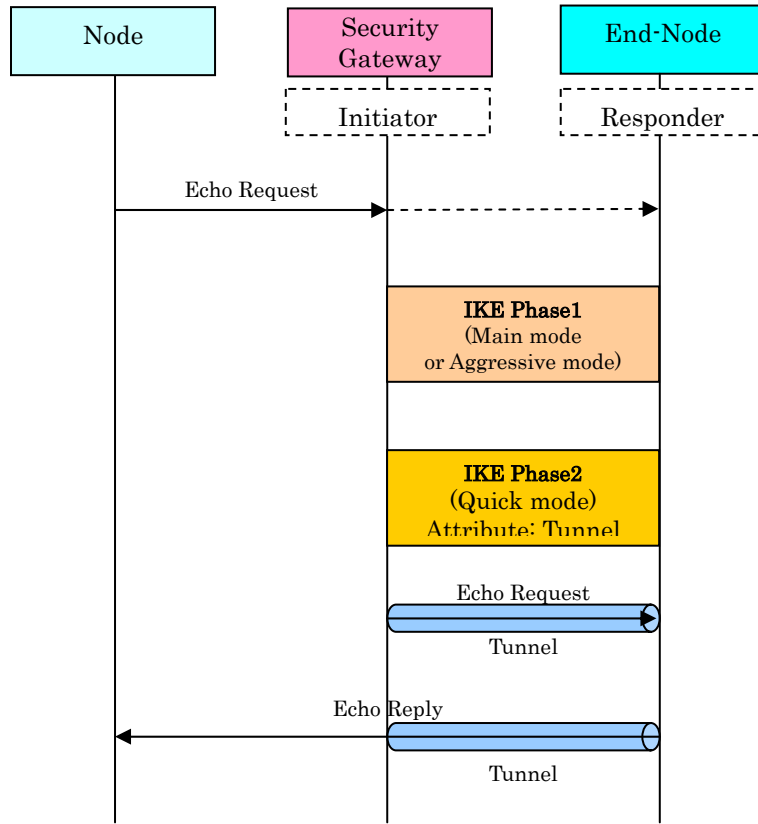 Node
Security
Gateway
End-Node
Initiator
Responder
Echo Request
IKE Phase1
(Main mode
or Aggressive mode)
IKE Phase2
(Quick mode)
Attribute: Tunnel
Echo Request
Tunnel
Echo Reply
Tunnel